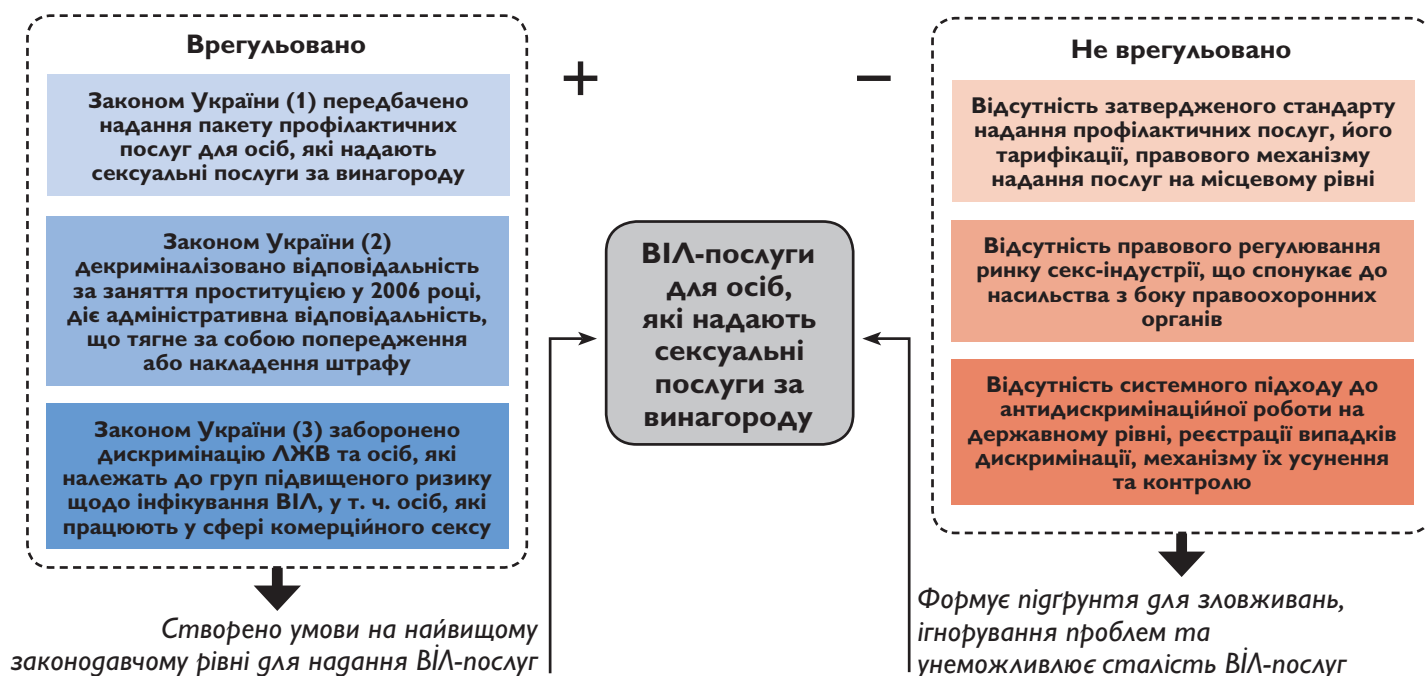 Врегульовано
Законом України (1) передбачено
надання пакету профілактичних
послуг для осіб, які надають
сексуальні послуги за винагороду
Законом України (2)
декриміналізовано відповідальність
за заняття проституцією у 2006 році,
діє адміністративна відповідальність,
що тягне за собою попередження
або накладення штрафу
Законом України (3) заборонено
дискримінацію ЛЖВ та осіб, які
належать до груп підвищеного ризику
щодо інфікування ВІЛ, у т. ч. осіб, які
працюють у сфері комерційного сексу
Створено умови на найвищому
законодавчому рівні для надання ВІЛ-послуг
+
–
ВІЛ-послуги
для осіб,
які надають
сексуальні
послуги за
винагороду
Не врегульовано
Відсутність затвердженого стандарту
надання профілактичних послуг, його
тарифікації, правового механізму
надання послуг на місцевому рівні
Відсутність правового регулювання
ринку секс-індустрії, що спонукає до
насильства з боку правоохоронних
органів
Відсутність системного підходу до
антидискримінаційної роботи на
державному рівні, реєстрації випадків
дискримінації, механізму їх усунення
та контролю
Формує підґрунтя для зловживань,
ігнорування проблем та
унеможливлює сталість ВІЛ-послуг